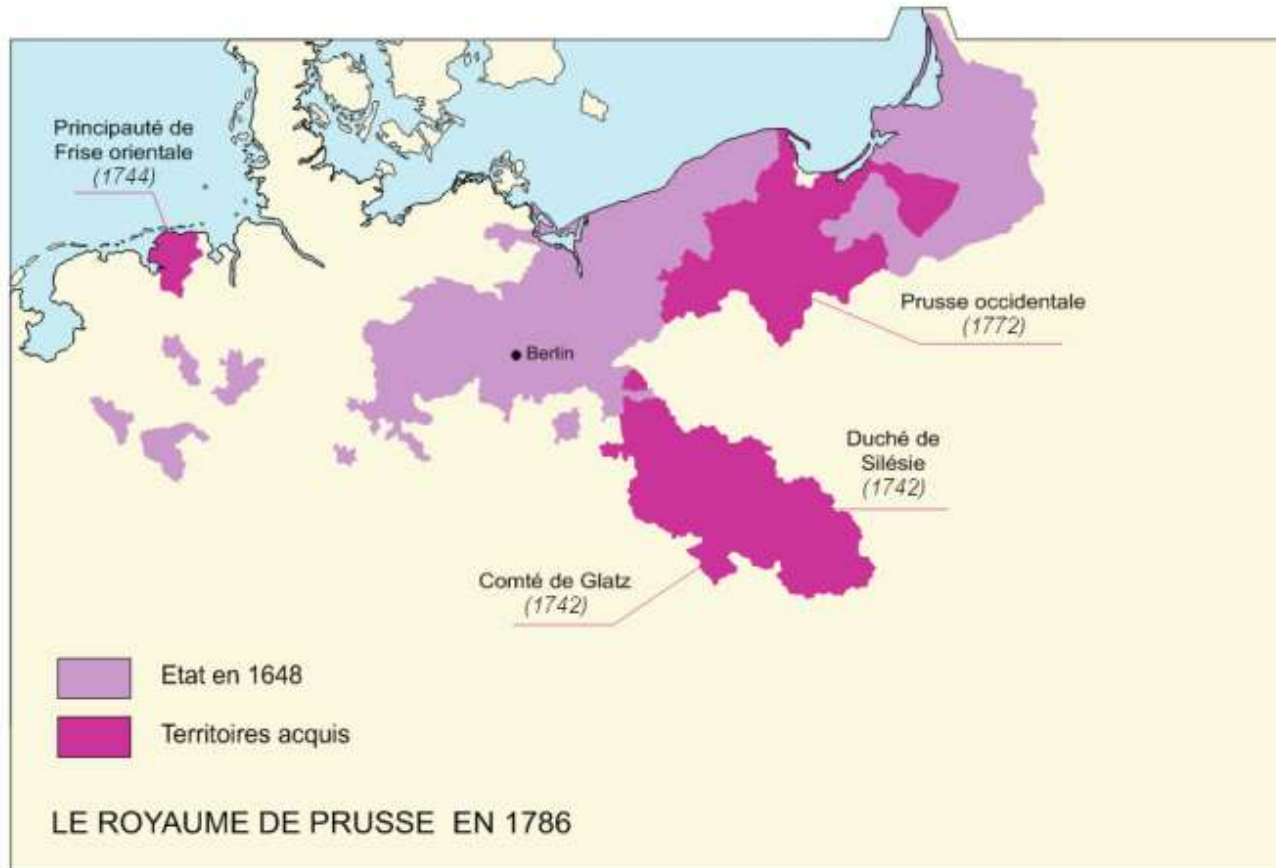 Principauté de
Frise orientale
(1744)
Berlin
Prusse occidentale
(1772)
Duché de
Silésie
(1742)
Comté de Glatz
(1742)
Etat en 1648
Territoires acquis
LE ROYAUME DE PRUSSE EN 1786